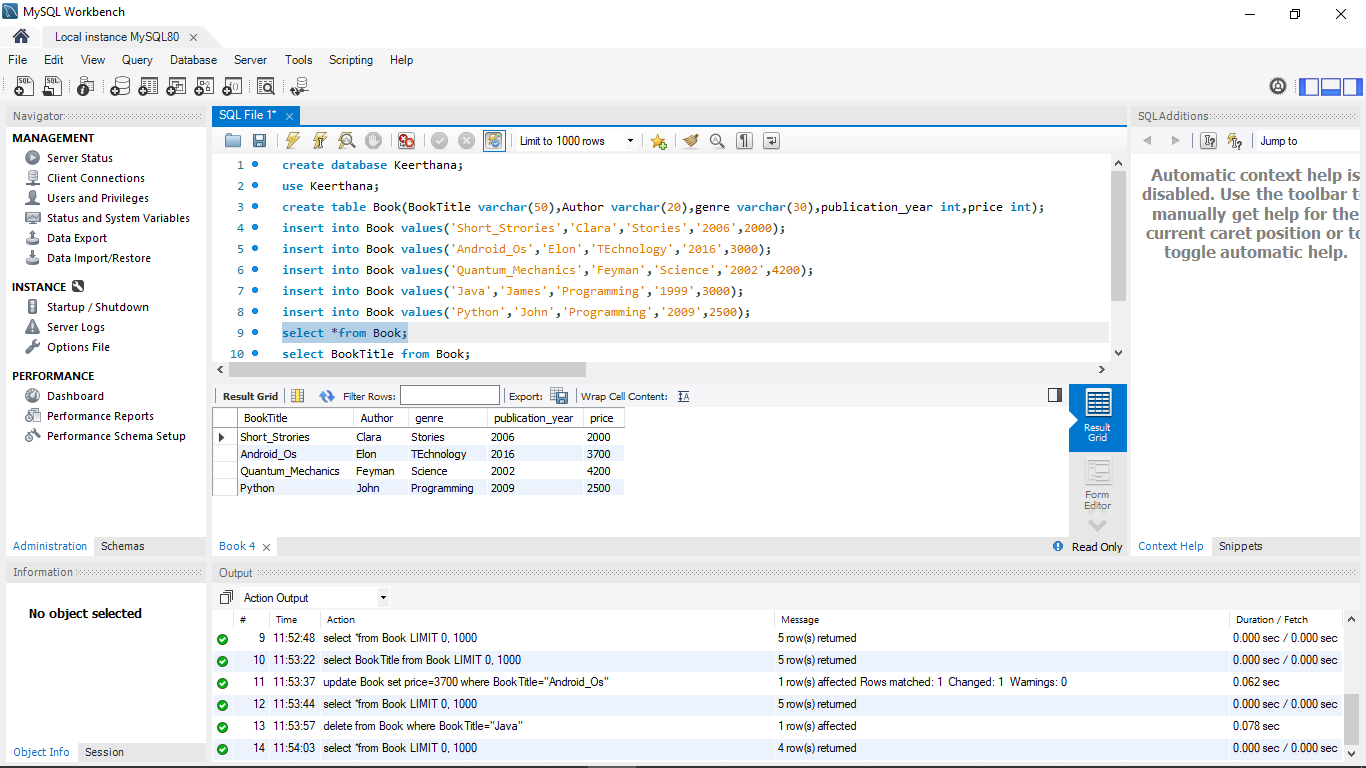 MySQL Workbench
Local instance MySQL80
File Edit View Query Database Server Tools Scripting Help
Navigator
MANAGEMENT
Server Status
Client Connections
Users and Privileges
Status and System Variables
Data Export
Data Import/Restore
INSTANCE
Startup / Shutdown
Server Logs
Options File
PERFORMANCE
Dashboard
Performance Reports
Performance Schema Setup
Administration Schemas
Information
No object selected
Object Info Session
SQL File 1*
Limit to 1000 rows
1 create database Keerthana;
2 use Keerthana;
3 create table Book(BookTitle varchar(50),Author varchar(20),genre varchar(30),publication_year int,price int);
4 insert into Book values('Short_Strories','Clara','Stories','2006',2000);
5 insert into Book values('Android_Os','Elon','TEchnology','2016',3000);
6 insert into Book values('Quantum_Mechanics','Feyman','Science','2002',4200);
7 insert into Book values('Java','James','Programming','1999',3000);
8 insert into Book values('Python','John','Programming','2009',2500);
9 select *from Book;
10 select BookTitle from Book;
Result Grid Filter Rows: Export: Wrap Cell Content:
BookTitle Author genre publication_year price
Short_Strories Clara Stories 2006 2000
Android_Os Elon TEchnology 2016 3700
Quantum_Mechanics Feyman Science 2002 4200
Python John Programming 2009 2500
Result
Grid
Form
Editor
Book 4
Read Only
SQLAdditions
Jump to
Automatic context help is
disabled. Use the toolbar t
manually get help for the
current caret position or to
toggle automatic help.
Context Help Snippets
Output
Action Output
# Time Action Message Duration / Fetch
9 11:52:48 select *from Book LIMIT 0, 1000 5 row(s) returned 0.000 sec / 0.000 sec
10 11:53:22 select BookTitle from Book LIMIT 0, 1000 5 row(s) returned 0.000 sec / 0.000 sec
11 11:53:37 update Book set price=3700 where BookTitle="Android_Os" 1 row(s) affected Rows matched: 1 Changed: 1 Warnings: 0 0.062 sec
12 11:53:44 select *from Book LIMIT 0, 1000 5 row(s) returned 0.000 sec / 0.000 sec
13 11:53:57 delete from Book where BookTitle="Java" 1 row(s) affected 0.078 sec
14 11:54:03 select *from Book LIMIT 0, 1000 4 row(s) returned 0.000 sec / 0.000 sec